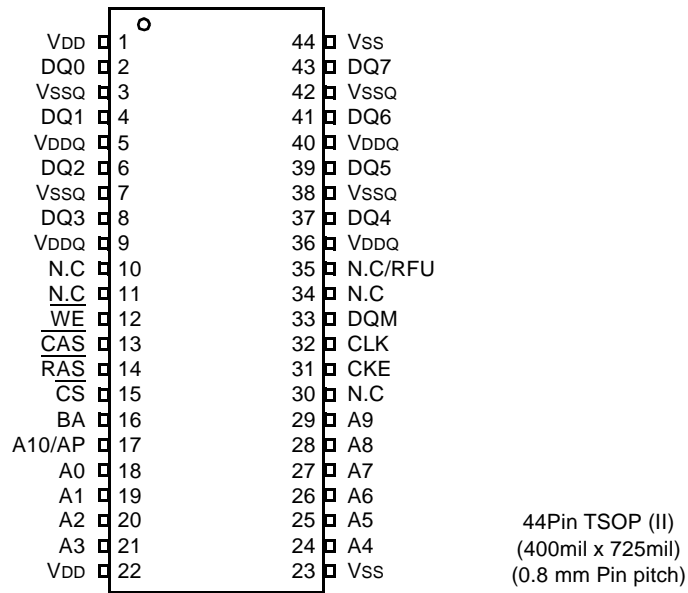 VDD 1 44 VSS
DQ0 2 43 DQ7
VSSQ 3 42 VSSQ
DQ1 4 41 DQ6
VDDQ 5 40 VDDQ
DQ2 6 39 DQ5
VSSQ 7 38 VSSQ
DQ3 8 37 DQ4
VDDQ 9 36 VDDQ
N.C 10 35 N.C/RFU
N.C 11 34 N.C
W̅E̅ 12 33 DQM
C̅A̅S̅ 13 32 CLK
R̅A̅S̅ 14 31 CKE
C̅S̅ 15 30 N.C
BA 16 29 A9
A10/AP 17 28 A8
A0 18 27 A7
A1 19 26 A6
A2 20 25 A5
A3 21 24 A4
VDD 22 23 VSS
44Pin TSOP (II)
(400mil x 725mil)
(0.8 mm Pin pitch)